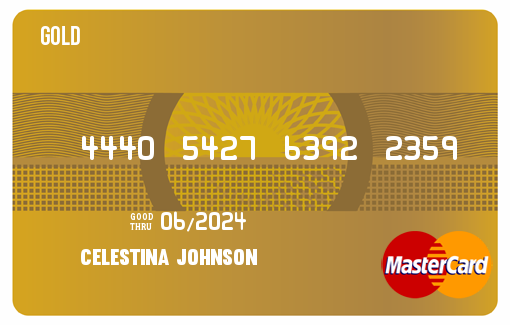 GOLD
4440 5427 6392 2359
GOOD THRU 06/2024
CELESTINA JOHNSON
MasterCard